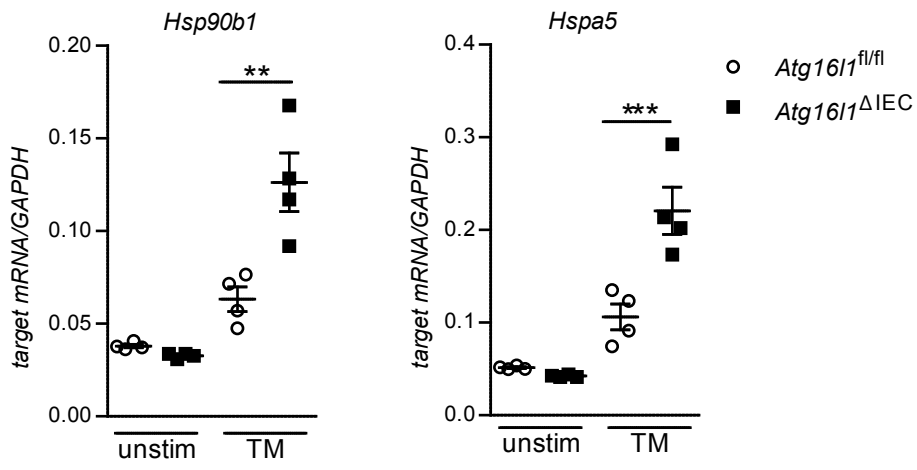 Hsp90b1
0.20
**
0.15
0.10
0.05
0.00
target mRNA/GAPDH
unstim TM
Hspa5
0.4
***
0.3
0.2
0.1
0.0
target mRNA/GAPDH
unstim TM
Atg16l1fl/fl
Atg16l1ΔIEC